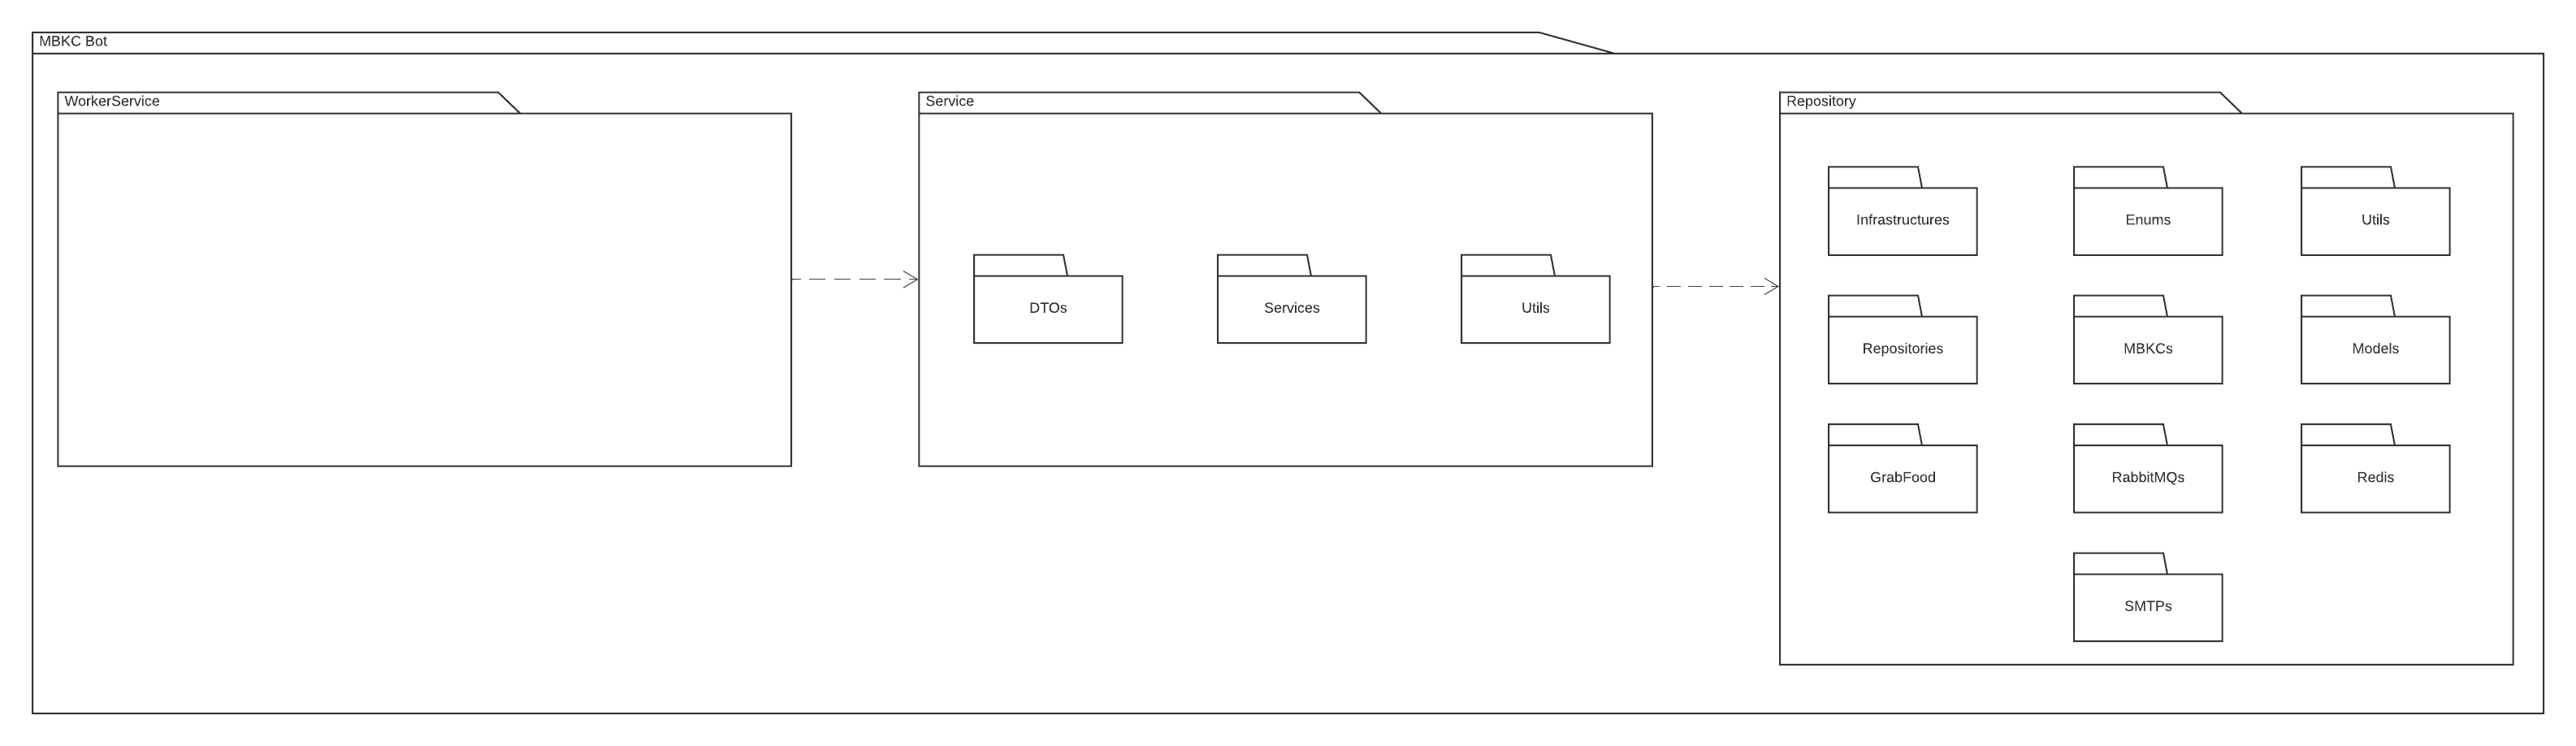 MBKC Bot
WorkerService
Service
DTOs
Services
Utils
Repository
Infrastructures
Enums
Utils
Repositories
MBKCs
Models
GrabFood
RabbitMQs
Redis
SMTPs